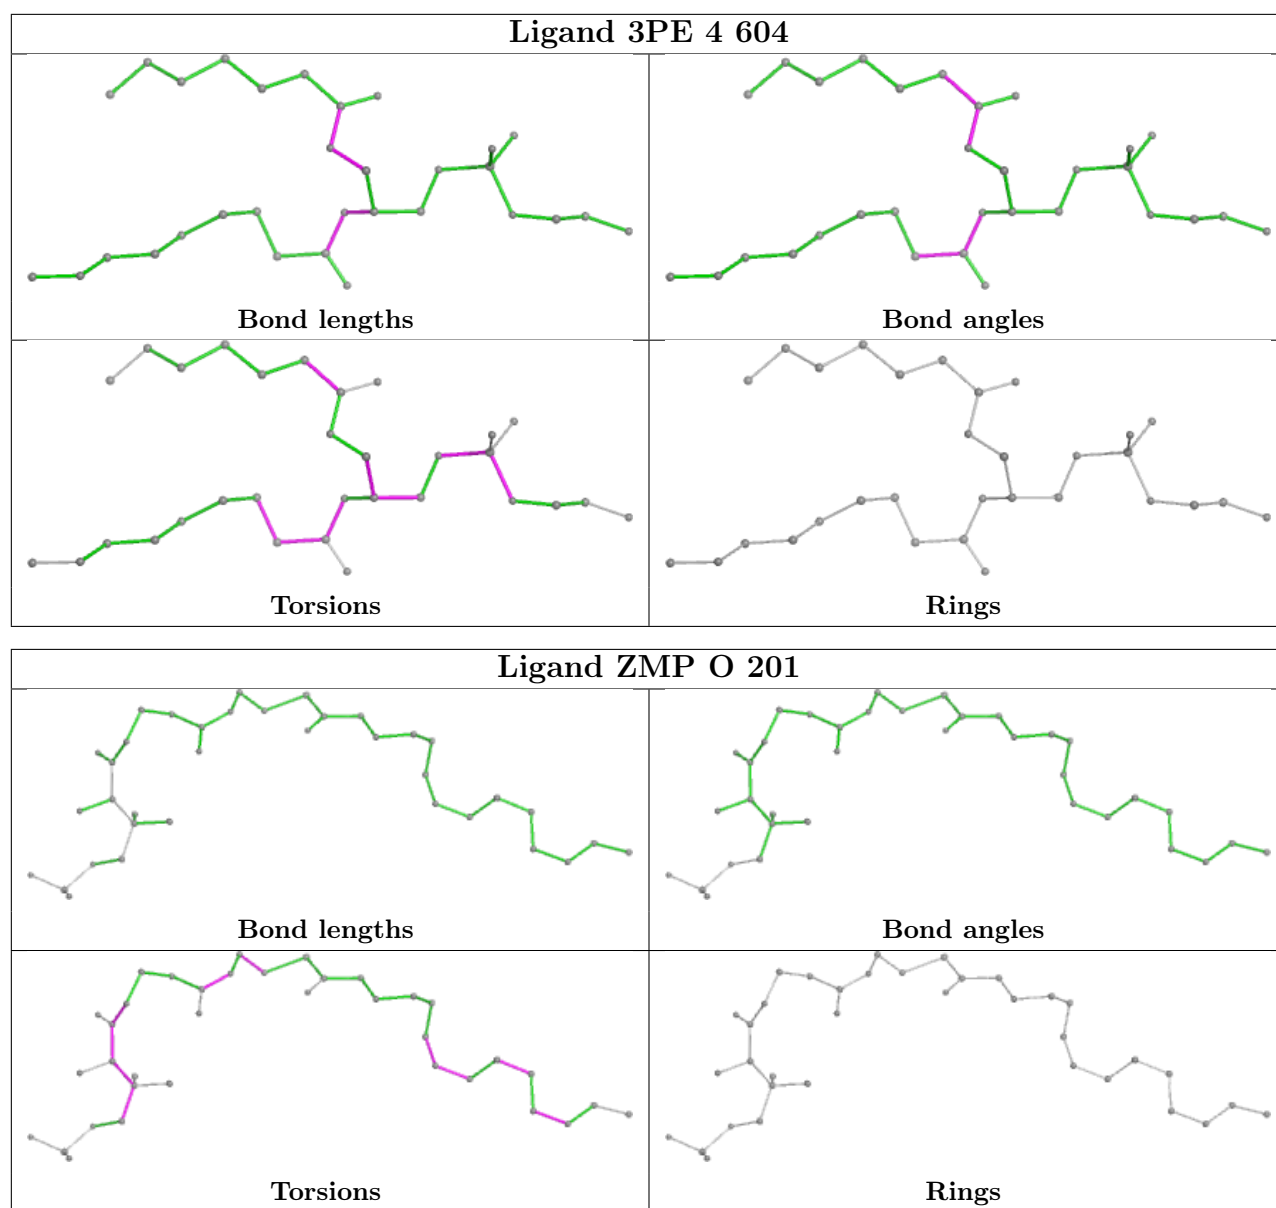 Ligand 3PE 4 604
Bond lengths
Bond angles
Torsions
Rings
Ligand ZMP O 201
Bond lengths
Bond angles
Torsions
Rings